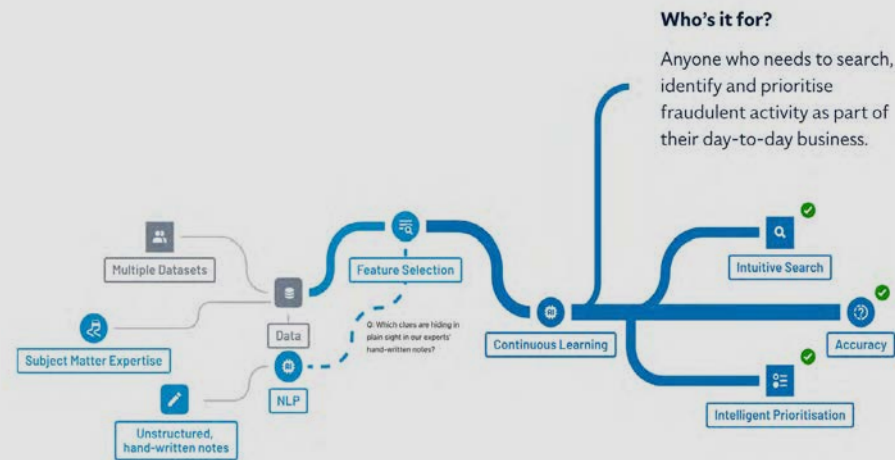 Who's it for?
Anyone who needs to search,
identify and prioritise
fraudulent activity as part of
their day-to-day business.
Multiple Datasets
Feature Selection
Intuitive Search
Data
Q: Which clues are hiding in
plain sight in our experts'
hand-written notes?
Subject Matter Expertise
Continuous Learning
AI
Accuracy
AI
NLP
Intelligent Prioritisation
Unstructured,
hand-written notes